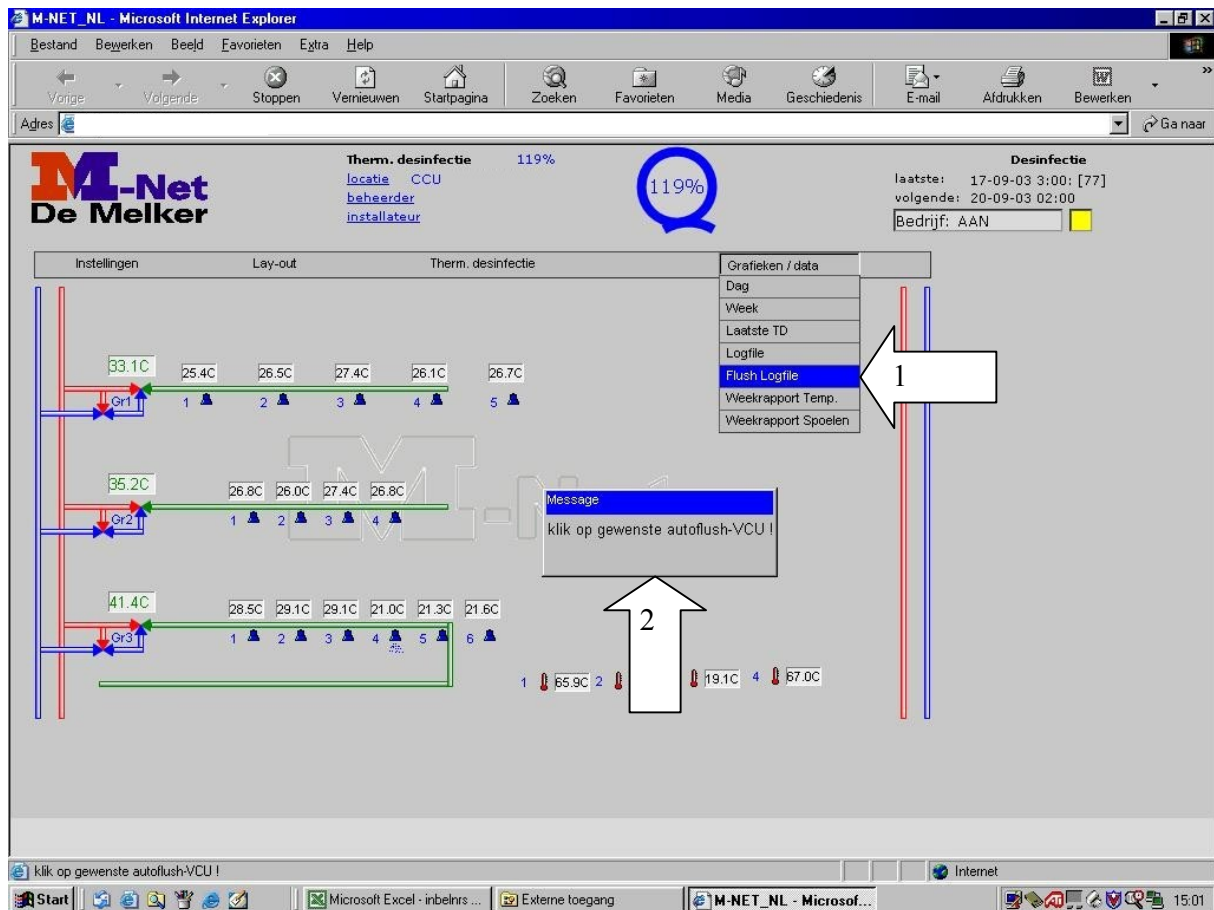 M-NET_NL - Microsoft Internet Explorer
Bestand Bewerken Beeld Favorieten Extra Help
Vorige Volgende Stoppen Vernieuwen Startpagina Zoeken Favorieten Media Geschiedenis E-mail Afdrukken Bewerken
Adres Ga naar
M-Net
De Melker
Therm. desinfectie 119%
locatie CCU
beheerder
installateur
119%
Desinfectie
laatste: 17-09-03 3:00: [77]
volgende: 20-09-03 02:00
Bedrijf: AAN
Instellingen Lay-out Therm. desinfectie Grafieken / data
Dag
Week
Laatste TD
Logfile
Flush Logfile
Weekrapport Temp.
Weekrapport Spoelen
1
33.1C 25.4C 26.5C 27.4C 26.1C 26.7C
Gr1 1 2 3 4 5
M-Net
35.2C 26.8C 26.0C 27.4C 26.8C
Gr2 1 2 3 4
Message
klik op gewenste autoflush-VCU !
2
41.4C 28.5C 29.1C 29.1C 21.0C 21.3C 21.6C
Gr3 1 2 3 4 5 6
1 65.9C 2 19.1C 4 67.0C
klik op gewenste autoflush-VCU !
Internet
Start Microsoft Excel - inbelnrs ... Externe toegang M-NET_NL - Microsof... 15:01